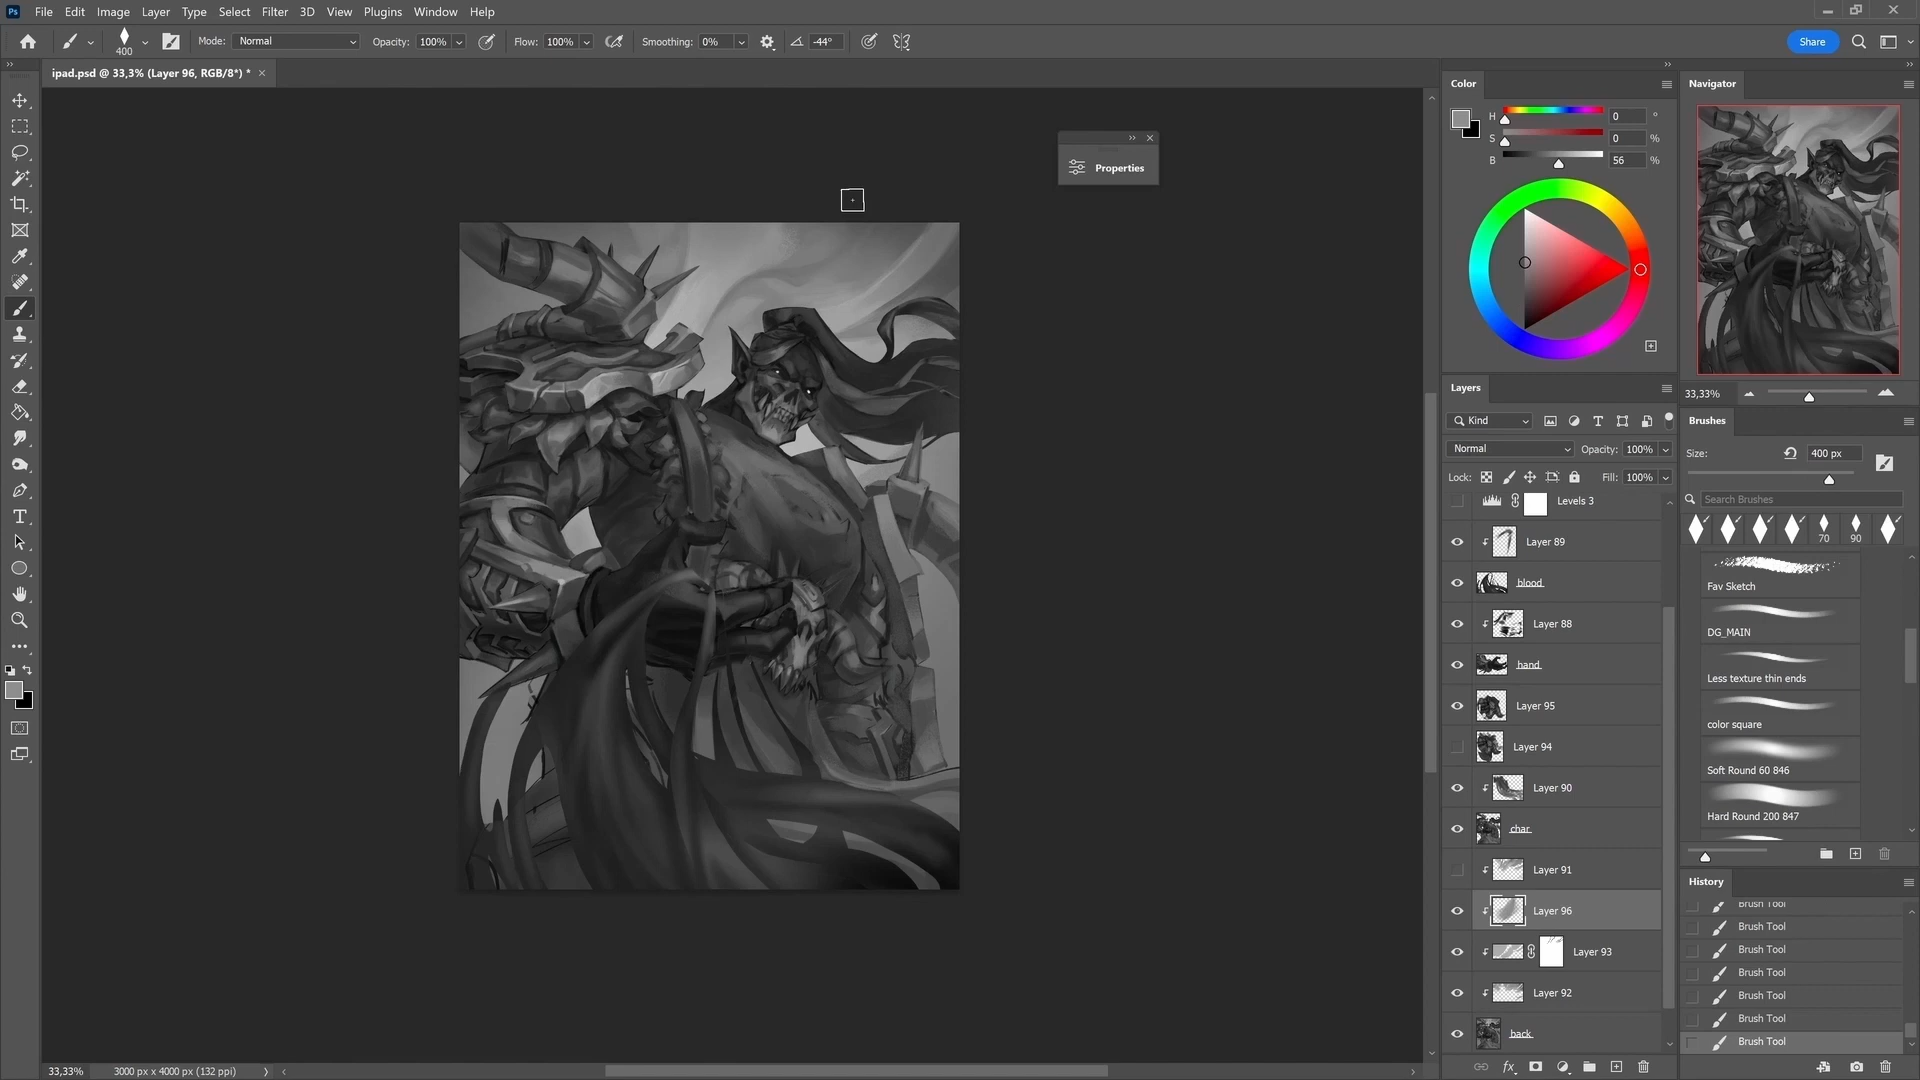 Ps File Edit Image Layer Type Select Filter 3D View Plugins Window Help
400 Mode: Normal Opacity: 100% Flow: 100% Smoothing: 0% -44° Share
ipad.psd @ 33,3% (Layer 96, RGB/8*) *
Properties
Color
H 0 °
S 0 %
B 56 %
Layers
Kind
Normal Opacity: 100%
Lock: Fill: 100%
Levels 3
Layer 89
blood
Layer 88
hand
Layer 95
Layer 94
Layer 90
char
Layer 91
Layer 96
Layer 93
Layer 92
back
fx
Navigator
33,33%
Brushes
Size: 400 px
Search Brushes
70 90
Fav Sketch
DG_MAIN
Less texture thin ends
color square
Soft Round 60 846
Hard Round 200 847
History
Brush Tool
Brush Tool
Brush Tool
Brush Tool
Brush Tool
Brush Tool
Brush Tool
33,33% 3000 px x 4000 px (132 ppi)